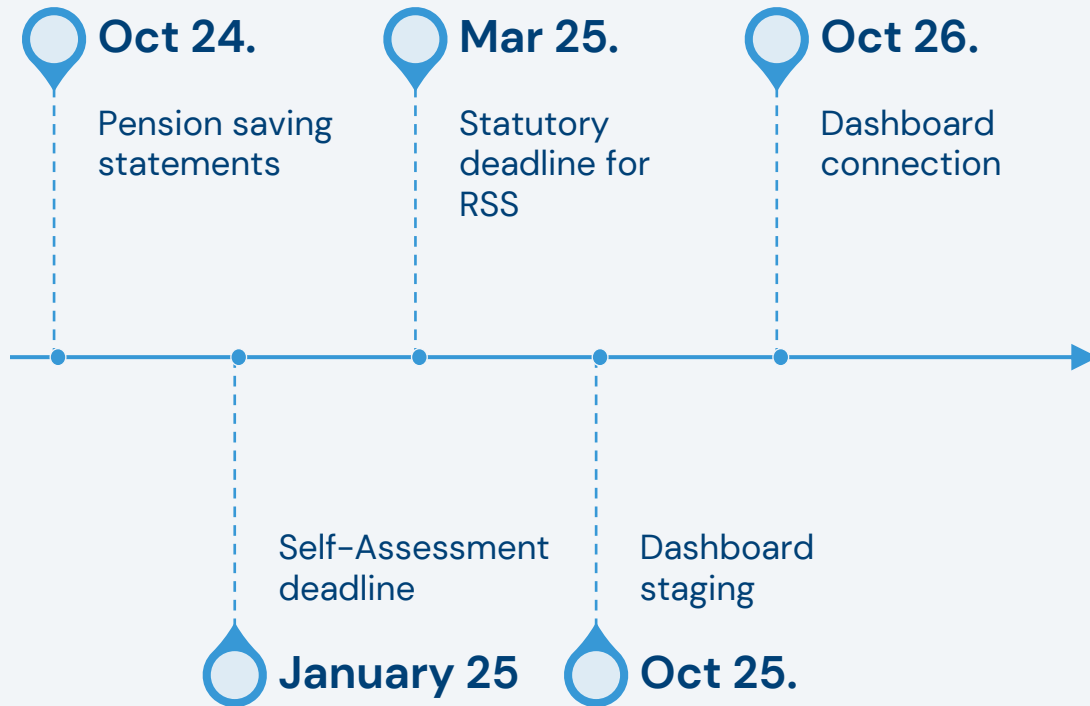 Oct 24.
Pension saving
statements
Mar 25.
Statutory
deadline for
RSS
Oct 26.
Dashboard
connection
Self-Assessment
deadline
January 25
Dashboard
staging
Oct 25.